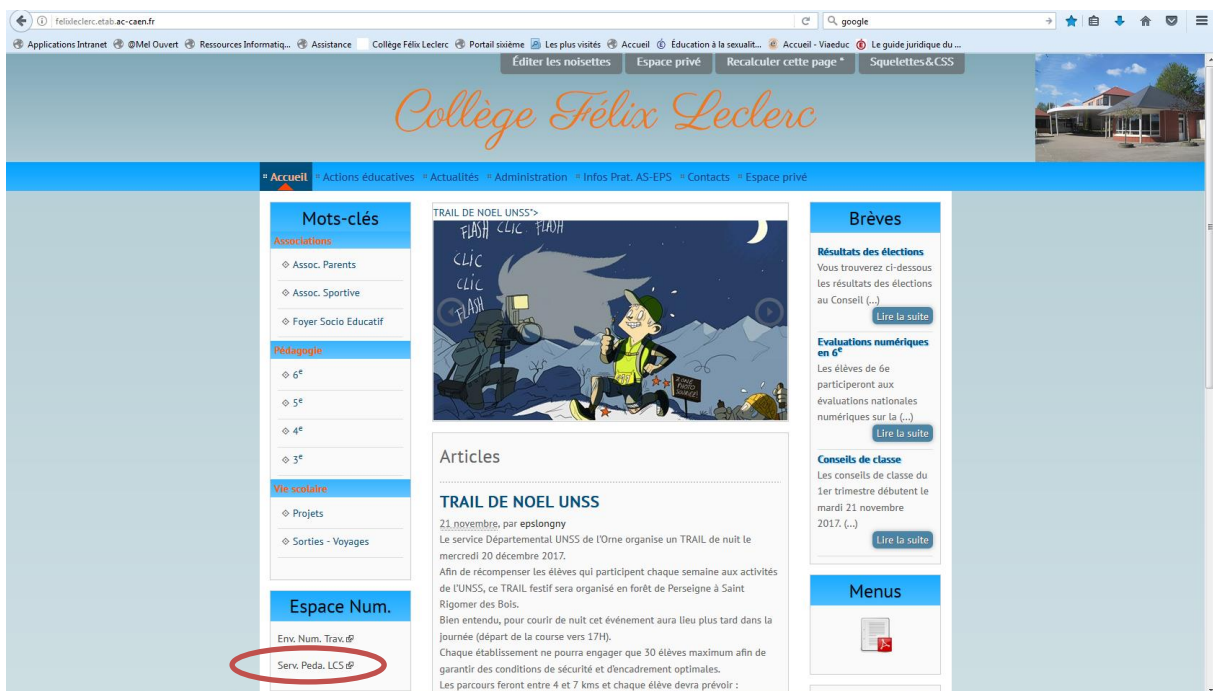 felixleclerc.etab.ac-caen.fr
google
Applications Intranet @Mel Ouvert Ressources Informatiq... Assistance Collège Félix Leclerc Portail sixième Les plus visités Accueil Éducation à la sexualit... Accueil - Viaeduc Le guide juridique du ...
Éditer les noisettes Espace privé Recalculer cette page * Squelettes&CSS
Collège Félix Leclerc
Accueil Actions éducatives Actualités Administration Infos Prat. AS-EPS Contacts Espace privé
Mots-clés
Associations
Assoc. Parents
Assoc. Sportive
Foyer Socio Educatif
Pédagogie
6e
5e
4e
3e
Vie scolaire
Projets
Sorties - Voyages
Espace Num.
Env. Num. Trav.
Serv. Peda. LCS
TRAIL DE NOEL UNSS">
FLASH CLIC FLASH
CLIC
CLIC
FLASH
ZONE
PHOTO
Articles
TRAIL DE NOEL UNSS
21 novembre, par epslongny
Le service Départemental UNSS de l'Orne organise un TRAIL de nuit le
mercredi 20 décembre 2017.
Afin de récompenser les élèves qui participent chaque semaine aux activités
de l'UNSS, ce TRAIL festif sera organisé en forêt de Perseigne à Saint
Rigomer des Bois.
Bien entendu, pour courir de nuit cet événement aura lieu plus tard dans la
journée (départ de la course vers 17H).
Chaque établissement ne pourra engager que 30 élèves maximum afin de
garantir des conditions de sécurité et d'encadrement optimales.
Les parcours feront entre 4 et 7 kms et chaque élève devra prévoir :
Brèves
Résultats des élections
Vous trouverez ci-dessous
les résultats des élections
au Conseil (...)
Lire la suite
Evaluations numériques
en 6e
Les élèves de 6e
participeront aux
évaluations nationales
numériques sur la (...)
Lire la suite
Conseils de classe
Les conseils de classe du
1er trimestre débutent le
mardi 21 novembre
2017. (...)
Lire la suite
Menus